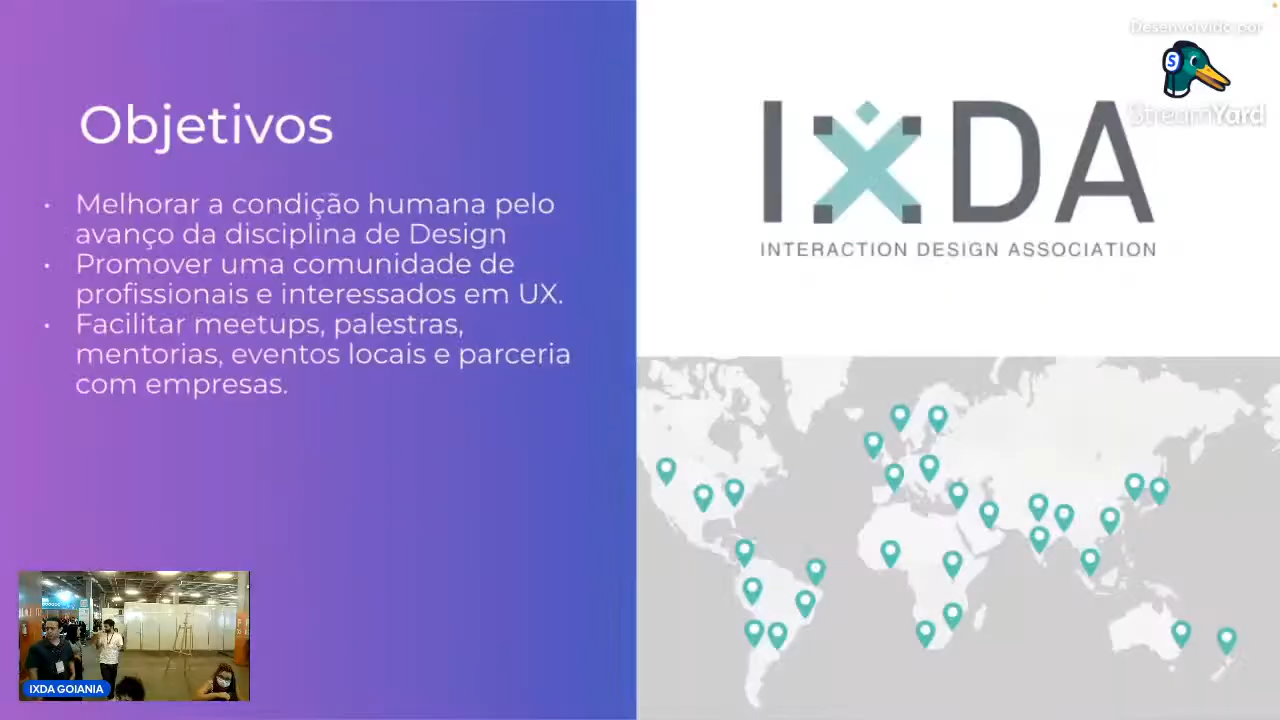 Objetivos
• Melhorar a condição humana pelo
avanço da disciplina de Design
• Promover uma comunidade de
profissionais e interessados em UX.
• Facilitar meetups, palestras,
mentorias, eventos locais e parceria
com empresas.
Desenvolvido por
S
StreamYard
IXDA
INTERACTION DESIGN ASSOCIATION
IXDA GOIANIA